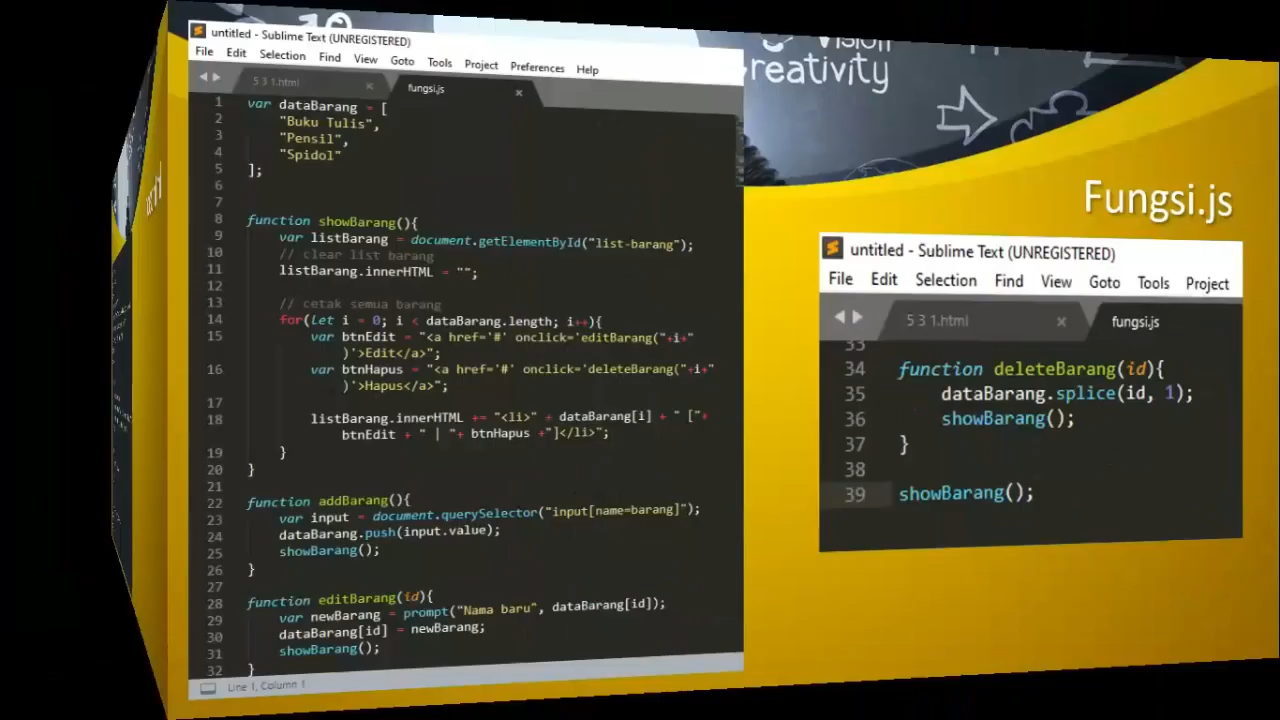 Vision
reativity
Fungsi.js
untitled - Sublime Text (UNREGISTERED)
File Edit Selection Find View Goto Tools Project Preferences Help
5 3 1.html × fungsi.js ×
1 var dataBarang = [
2 "Buku Tulis",
3 "Pensil",
4 "Spidol"
5 ];
6
7
8 function showBarang(){
9 var listBarang = document.getElementById("list-barang");
10 // clear list barang
11 listBarang.innerHTML = "";
12
13 // cetak semua barang
14 for(let i = 0; i < dataBarang.length; i++){
15 var btnEdit = "<a href='#' onclick='editBarang("+i+"
)'>Edit</a>";
16 var btnHapus = "<a href='#' onclick='deleteBarang("+i+"
)'>Hapus</a>";
17
18 listBarang.innerHTML += "<li>" + dataBarang[i] + " ["+
btnEdit + " | "+ btnHapus +"]</li>";
19 }
20 }
21
22 function addBarang(){
23 var input = document.querySelector("input[name=barang]");
24 dataBarang.push(input.value);
25 showBarang();
26 }
27
28 function editBarang(id){
29 var newBarang = prompt("Nama baru", dataBarang[id]);
30 dataBarang[id] = newBarang;
31 showBarang();
32 }
Line 1, Column 1
untitled - Sublime Text (UNREGISTERED)
File Edit Selection Find View Goto Tools Project
5 3 1.html × fungsi.js
33
34 function deleteBarang(id){
35 dataBarang.splice(id, 1);
36 showBarang();
37 }
38
39 showBarang();